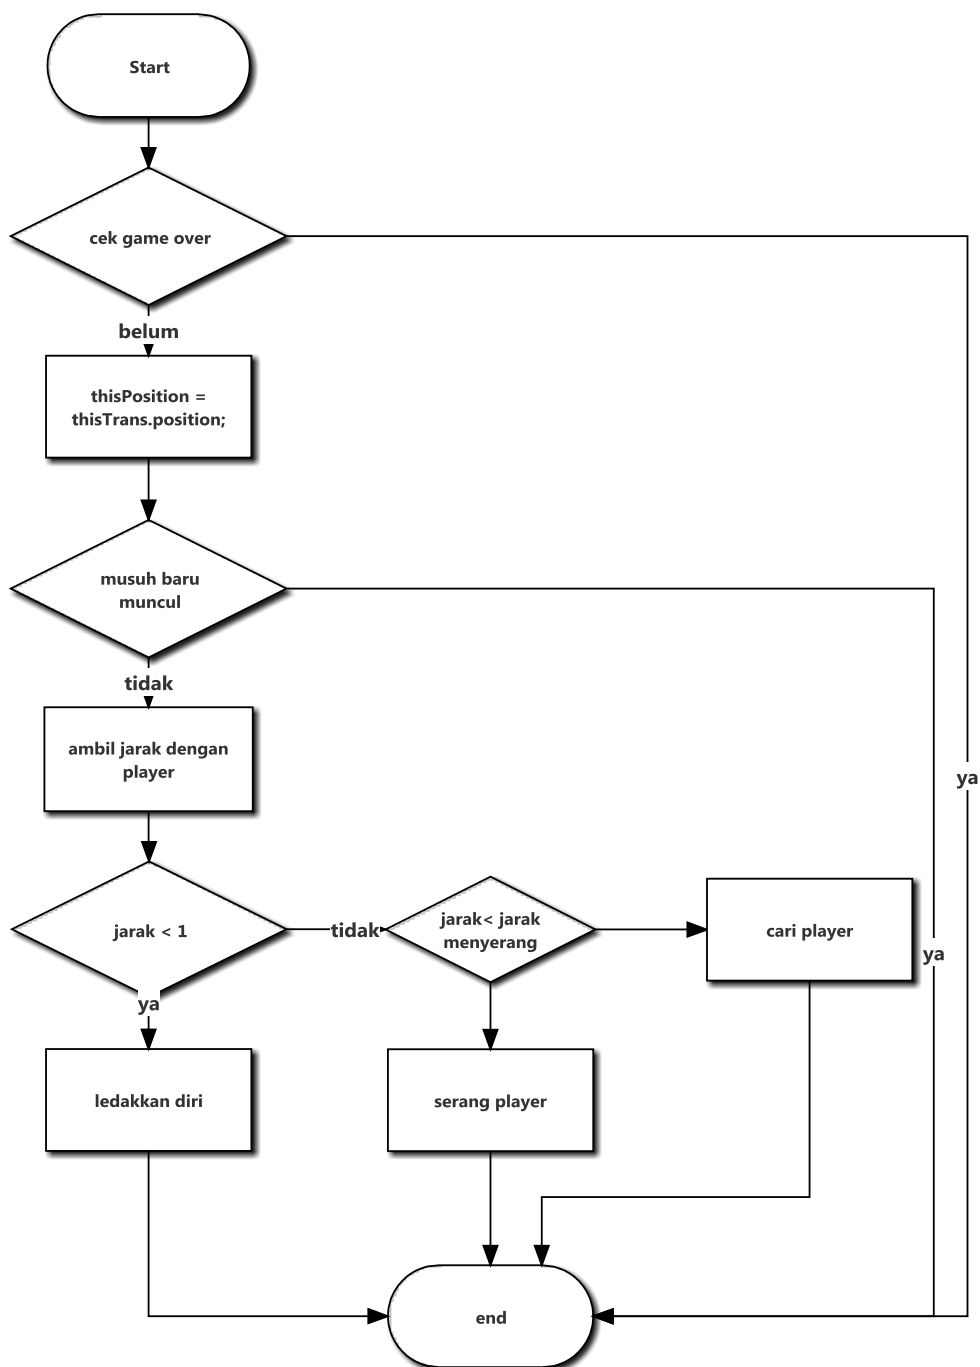 Start
cek game over
belum
thisPosition =
thisTrans.position;
musuh baru
muncul
tidak
ambil jarak dengan
player
ya
jarak < 1
tidak
jarak< jarak
menyerang
cari player
ya
ya
ledakkan diri
serang player
end